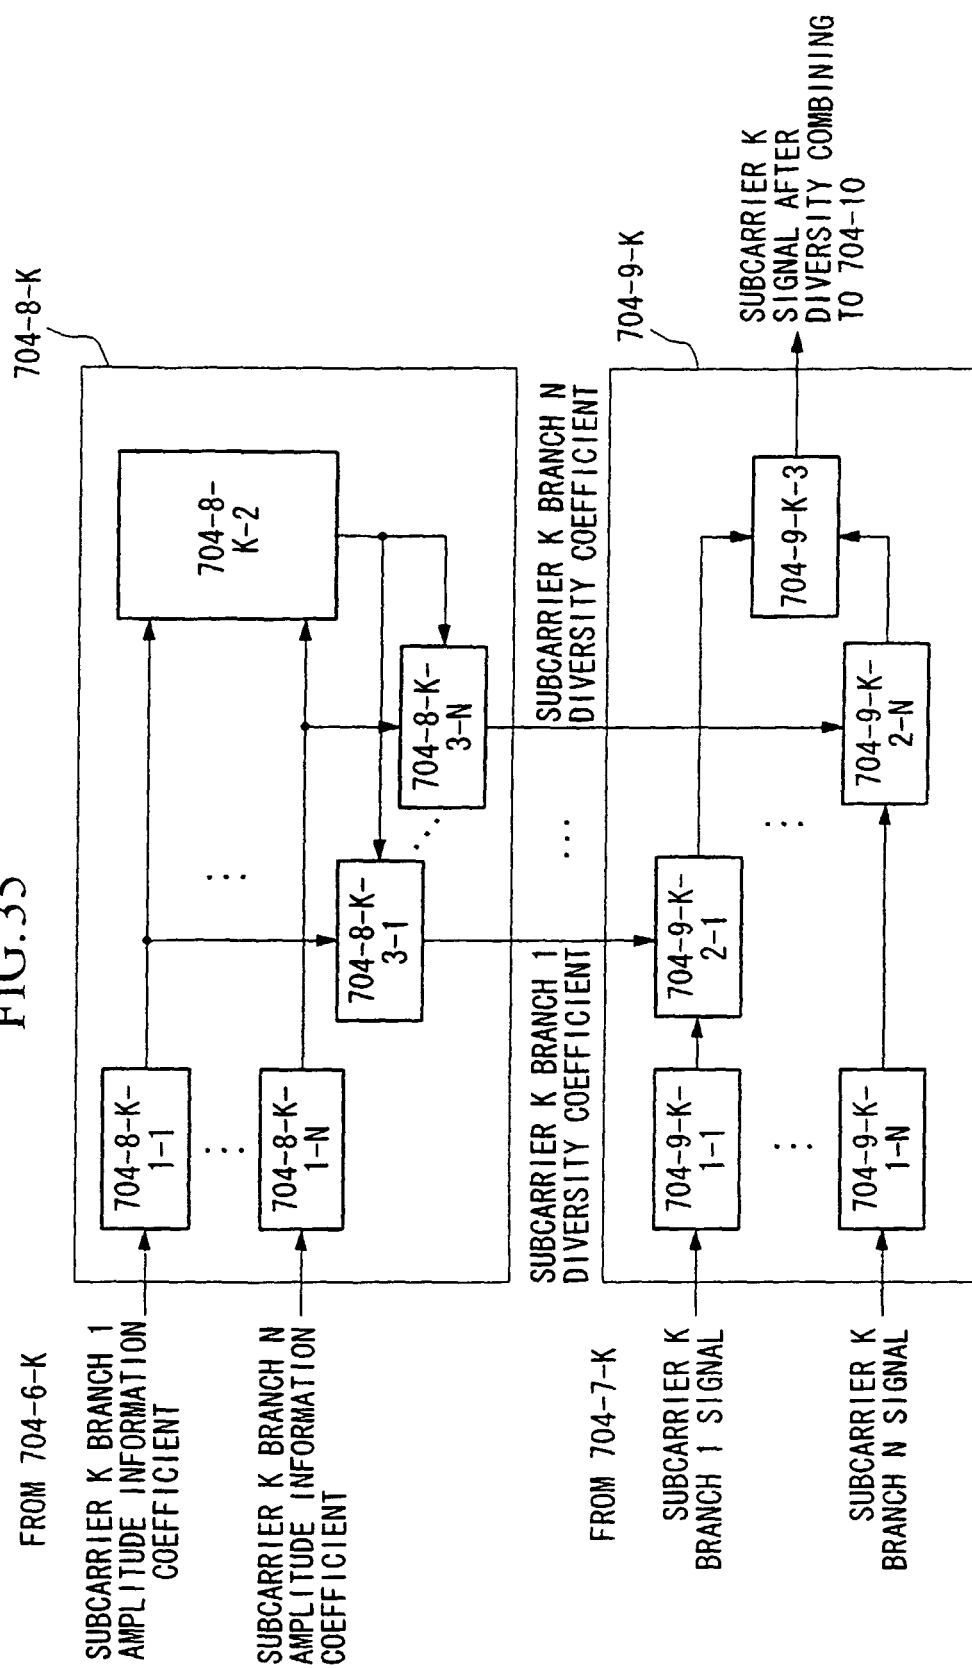 FIG.35
FROM 704-6-K
SUBCARRIER K BRANCH 1
AMPLITUDE INFORMATION
COEFFICIENT
SUBCARRIER K BRANCH N
AMPLITUDE INFORMATION
COEFFICIENT
704-8-K
704-8-K-
1-1
...
704-8-K-
1-N
...
704-8-
K-2
704-8-K-
3-1
...
704-8-K-
3-N
SUBCARRIER K BRANCH 1
DIVERSITY COEFFICIENT
...
SUBCARRIER K BRANCH N
DIVERSITY COEFFICIENT
FROM 704-7-K
SUBCARRIER K
BRANCH 1 SIGNAL
SUBCARRIER K
BRANCH N SIGNAL
704-9-K
704-9-K-
1-1
...
704-9-K-
1-N
704-9-K-
2-1
...
704-9-K-
2-N
704-9-K-3
SUBCARRIER K
SIGNAL AFTER
DIVERSITY COMBINING
TO 704-10